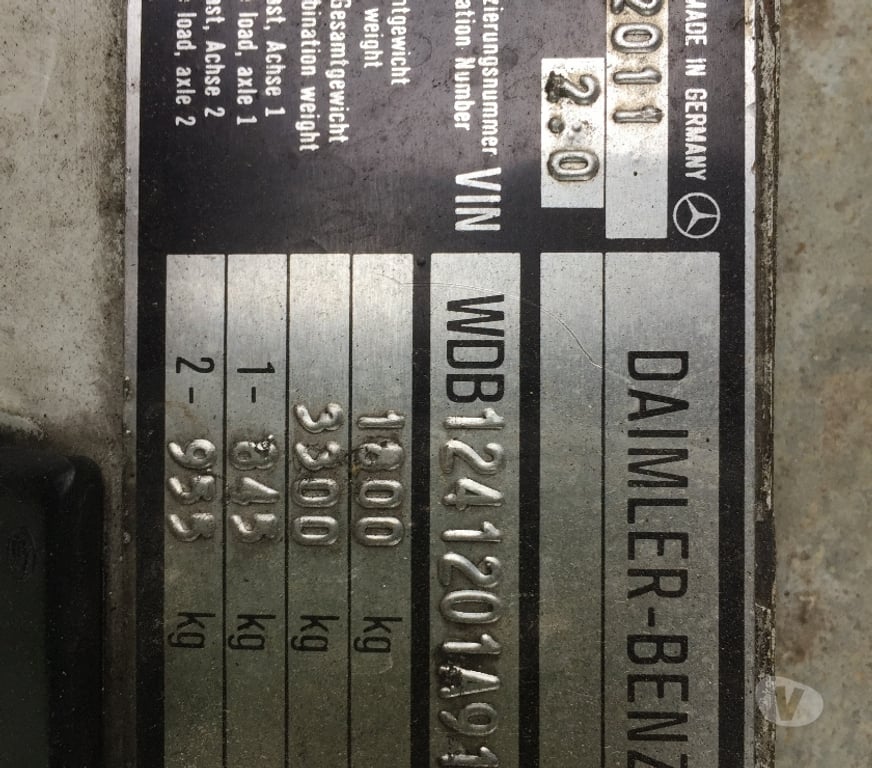 MADE IN GERMANY DAIMLER-BENZ
2011
2:0
zierungsnummer VIN WDB1241201A91
ation Number
ntgewicht 1800 kg
weight
Gesamtgewicht 3300 kg
bination weight
ast, Achse 1 1- 845 kg
load, axle 1
ast, Achse 2 2- 955 kg
load, axle 2
V